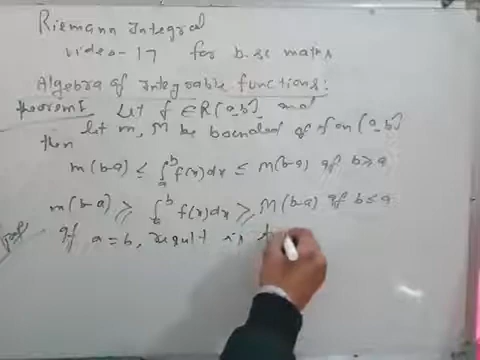 Riemann Integral
video-17 for b.sc maths
Algebra of Integrable functions:
Theorem I Let f ∈ R[a,b] and
let m, M be bounded of f on [a,b]
then
m(b-a) ≤ ∫_a^b f(x)dx ≤ M(b-a) if b ≥ a
m(b-a) ≥ ∫_a^b f(x)dx ≥ M(b-a) if b ≤ a
Proof If a=b, result is